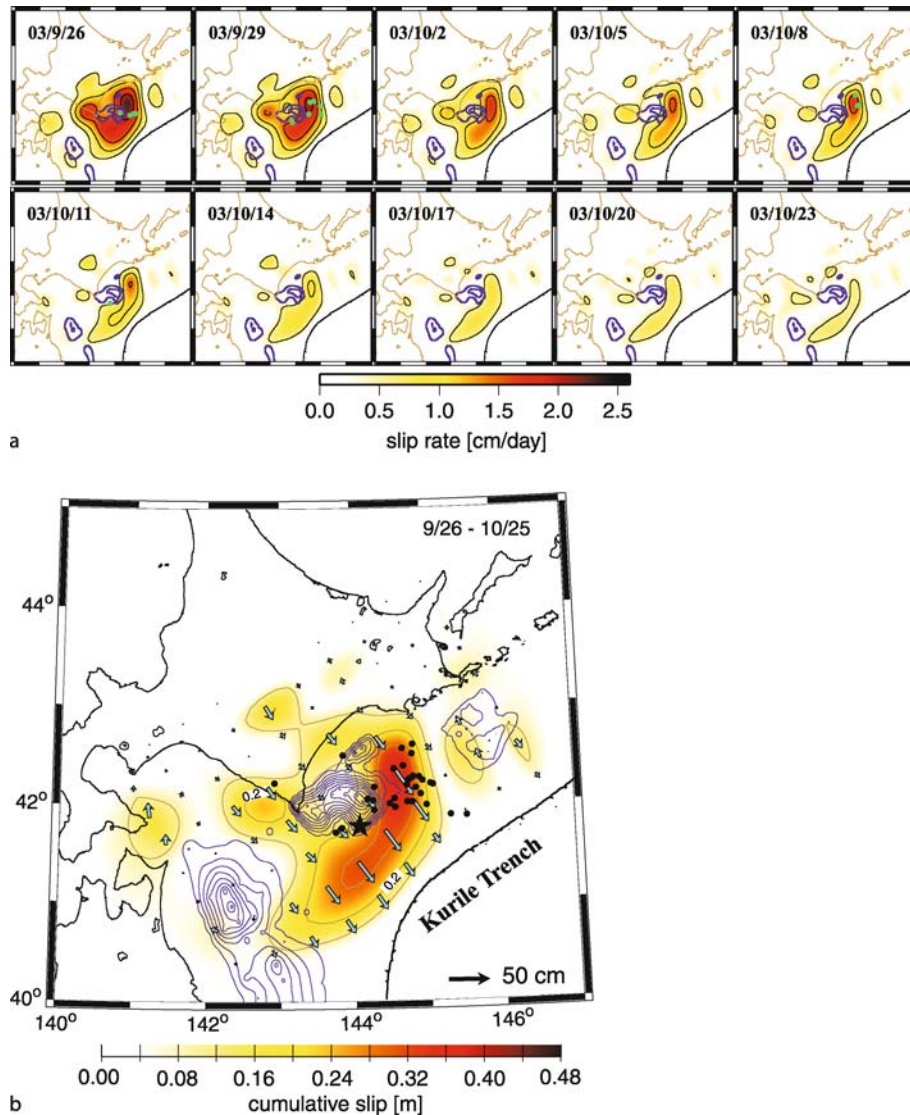 03/9/26 03/9/29 03/10/2 03/10/5 03/10/8
03/10/11 03/10/14 03/10/17 03/10/20 03/10/23
0.0 0.5 1.0 1.5 2.0 2.5
slip rate [cm/day]
a
9/26 - 10/25
44°
0.2
42°
0.2
Kurile Trench
50 cm
40°
140° 142° 144° 146°
0.00 0.08 0.16 0.24 0.32 0.40 0.48
cumulative slip [m]
b